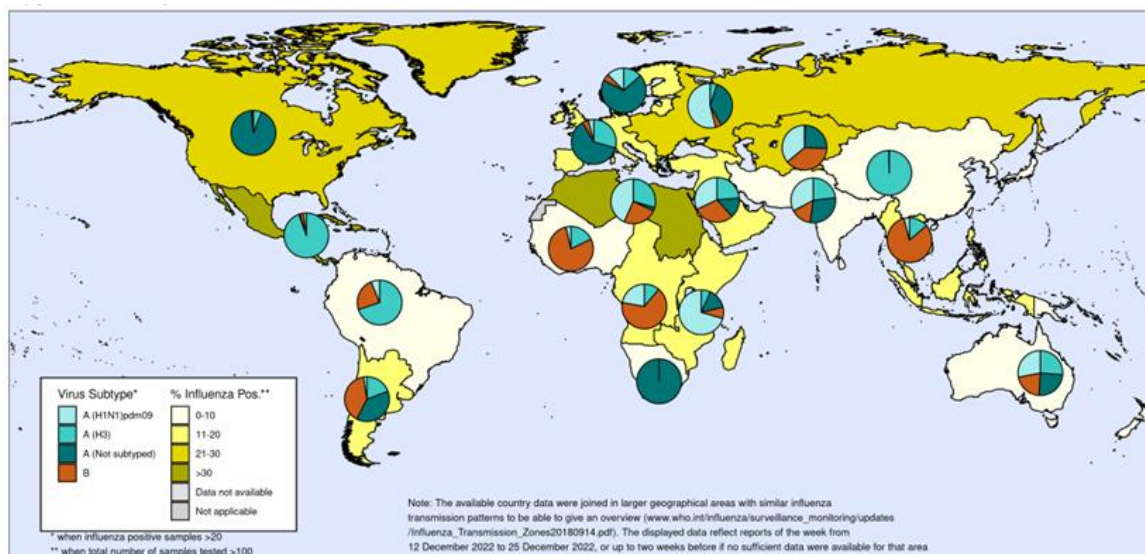 Virus Subtype*
A (H1N1)pdm09
A (H3)
A (Not subtyped)
B
% Influenza Pos.**
0-10
11-20
21-30
>30
Data not available
Not applicable
* when influenza positive samples >20
** when total number of samples tested >100
Note: The available country data were joined in larger geographical areas with similar influenza
transmission patterns to be able to give an overview (www.who.int/influenza/surveillance_monitoring/updates
/Influenza_Transmission_Zones20180914.pdf). The displayed data reflect reports of the week from
12 December 2022 to 25 December 2022, or up to two weeks before if no sufficient data were available for that area